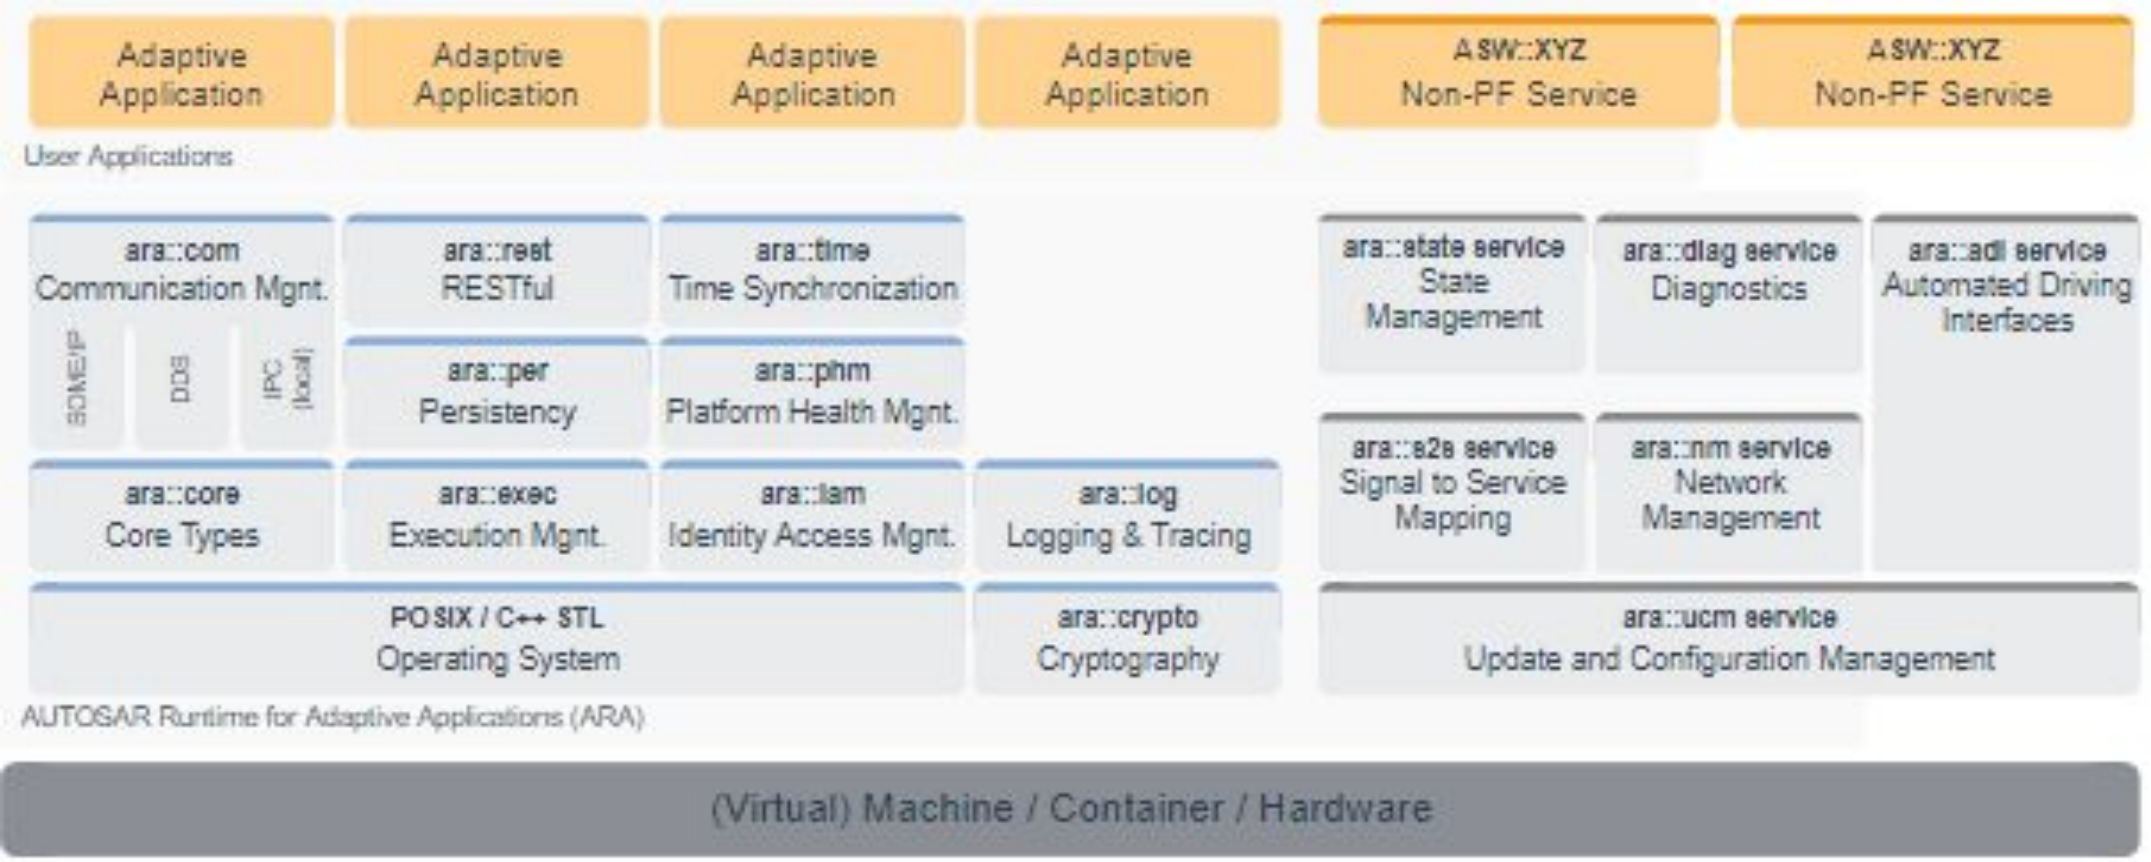 Adaptive
Application
Adaptive
Application
Adaptive
Application
Adaptive
Application
ASW::XYZ
Non-PF Service
ASW::XYZ
Non-PF Service
User Applications
ara::com
Communication Mgnt.
SOME/IP
DDS
IPC
(local)
ara::rest
RESTful
ara::time
Time Synchronization
ara::per
Persistency
ara::phm
Platform Health Mgnt.
ara::core
Core Types
ara::exec
Execution Mgnt.
ara::iam
Identity Access Mgnt.
ara::log
Logging & Tracing
POSIX / C++ STL
Operating System
ara::crypto
Cryptography
ara::state service
State
Management
ara::diag service
Diagnostics
ara::adi service
Automated Driving
Interfaces
ara::s2s service
Signal to Service
Mapping
ara::nm service
Network
Management
ara::ucm service
Update and Configuration Management
AUTOSAR Runtime for Adaptive Applications (ARA)
(Virtual) Machine / Container / Hardware